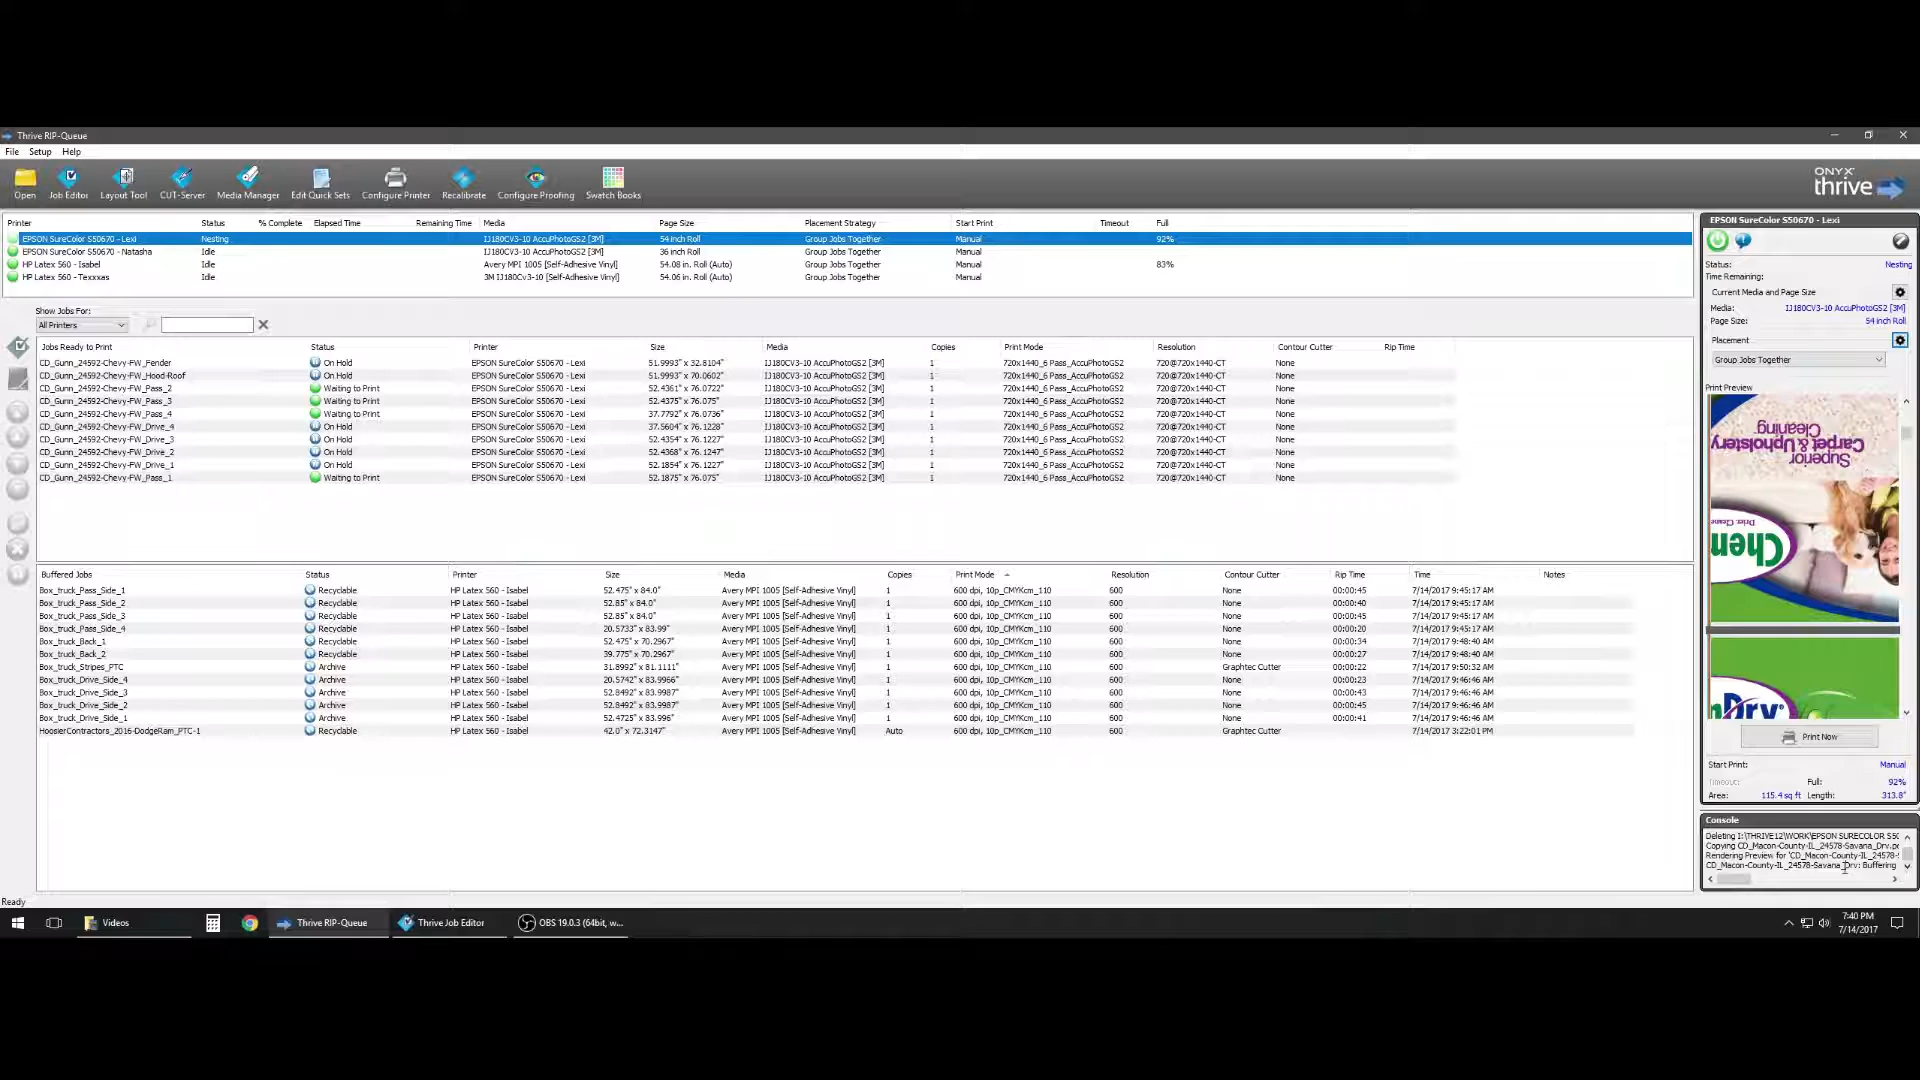 Thrive RIP-Queue
File Setup Help
Open Job Editor Layout Tool CUT-Server Media Manager Edit Quick Sets Configure Printer Recalibrate Configure Proofing Swatch Books
ONYX thrive
Printer Status % Complete Elapsed Time Remaining Time Media Page Size Placement Strategy Start Print Timeout Full
EPSON SureColor S50670 - Lexi Nesting IJ180CV3-10 AccuPhotoGS2 [3M] 54 inch Roll Group Jobs Together Manual 92%
EPSON SureColor S50670 - Natasha Idle IJ180CV3-10 AccuPhotoGS2 [3M] 36 inch Roll Group Jobs Together Manual
HP Latex 560 - Isabel Idle Avery MPI 1005 [Self-Adhesive Vinyl] 54.08 in. Roll (Auto) Group Jobs Together Manual 83%
HP Latex 560 - Texxxas Idle 3M IJ180Cv3-10 [Self-Adhesive Vinyl] 54.06 in. Roll (Auto) Group Jobs Together Manual
Show Jobs For:
All Printers
Jobs Ready to Print Status Printer Size Media Copies Print Mode Resolution Contour Cutter Rip Time
CD_Gunn_24592-Chevy-FW_Fender On Hold EPSON SureColor S50670 - Lexi 51.9993" x 32.8104" IJ180CV3-10 AccuPhotoGS2 [3M] 1 720x1440_6 Pass_AccuPhotoGS2 720@720x1440-CT None
CD_Gunn_24592-Chevy-FW_Hood-Roof On Hold EPSON SureColor S50670 - Lexi 51.9993" x 70.0602" IJ180CV3-10 AccuPhotoGS2 [3M] 1 720x1440_6 Pass_AccuPhotoGS2 720@720x1440-CT None
CD_Gunn_24592-Chevy-FW_Pass_2 Waiting to Print EPSON SureColor S50670 - Lexi 52.4361" x 76.0722" IJ180CV3-10 AccuPhotoGS2 [3M] 1 720x1440_6 Pass_AccuPhotoGS2 720@720x1440-CT None
CD_Gunn_24592-Chevy-FW_Pass_3 Waiting to Print EPSON SureColor S50670 - Lexi 52.4375" x 76.075" IJ180CV3-10 AccuPhotoGS2 [3M] 1 720x1440_6 Pass_AccuPhotoGS2 720@720x1440-CT None
CD_Gunn_24592-Chevy-FW_Pass_4 Waiting to Print EPSON SureColor S50670 - Lexi 37.7792" x 76.0736" IJ180CV3-10 AccuPhotoGS2 [3M] 1 720x1440_6 Pass_AccuPhotoGS2 720@720x1440-CT None
CD_Gunn_24592-Chevy-FW_Drive_4 On Hold EPSON SureColor S50670 - Lexi 37.5604" x 76.1228" IJ180CV3-10 AccuPhotoGS2 [3M] 1 720x1440_6 Pass_AccuPhotoGS2 720@720x1440-CT None
CD_Gunn_24592-Chevy-FW_Drive_3 On Hold EPSON SureColor S50670 - Lexi 52.4354" x 76.1227" IJ180CV3-10 AccuPhotoGS2 [3M] 1 720x1440_6 Pass_AccuPhotoGS2 720@720x1440-CT None
CD_Gunn_24592-Chevy-FW_Drive_2 On Hold EPSON SureColor S50670 - Lexi 52.4368" x 76.1247" IJ180CV3-10 AccuPhotoGS2 [3M] 1 720x1440_6 Pass_AccuPhotoGS2 720@720x1440-CT None
CD_Gunn_24592-Chevy-FW_Drive_1 On Hold EPSON SureColor S50670 - Lexi 52.1854" x 76.1227" IJ180CV3-10 AccuPhotoGS2 [3M] 1 720x1440_6 Pass_AccuPhotoGS2 720@720x1440-CT None
CD_Gunn_24592-Chevy-FW_Pass_1 Waiting to Print EPSON SureColor S50670 - Lexi 52.1875" x 76.075" IJ180CV3-10 AccuPhotoGS2 [3M] 1 720x1440_6 Pass_AccuPhotoGS2 720@720x1440-CT None
Buffered Jobs Status Printer Size Media Copies Print Mode Resolution Contour Cutter Rip Time Time Notes
Box_truck_Pass_Side_1 Recyclable HP Latex 560 - Isabel 52.475" x 84.0" Avery MPI 1005 [Self-Adhesive Vinyl] 1 600 dpi, 10p_CMYKcm_110 600 None 00:00:45 7/14/2017 9:45:17 AM
Box_truck_Pass_Side_2 Recyclable HP Latex 560 - Isabel 52.85" x 84.0" Avery MPI 1005 [Self-Adhesive Vinyl] 1 600 dpi, 10p_CMYKcm_110 600 None 00:00:40 7/14/2017 9:45:17 AM
Box_truck_Pass_Side_3 Recyclable HP Latex 560 - Isabel 52.85" x 84.0" Avery MPI 1005 [Self-Adhesive Vinyl] 1 600 dpi, 10p_CMYKcm_110 600 None 00:00:45 7/14/2017 9:45:17 AM
Box_truck_Pass_Side_4 Recyclable HP Latex 560 - Isabel 20.5733" x 83.99" Avery MPI 1005 [Self-Adhesive Vinyl] 1 600 dpi, 10p_CMYKcm_110 600 None 00:00:20 7/14/2017 9:45:17 AM
Box_truck_Back_1 Recyclable HP Latex 560 - Isabel 52.475" x 70.2967" Avery MPI 1005 [Self-Adhesive Vinyl] 1 600 dpi, 10p_CMYKcm_110 600 None 00:00:34 7/14/2017 9:48:40 AM
Box_truck_Back_2 Recyclable HP Latex 560 - Isabel 39.775" x 70.2967" Avery MPI 1005 [Self-Adhesive Vinyl] 1 600 dpi, 10p_CMYKcm_110 600 None 00:00:27 7/14/2017 9:48:40 AM
Box_truck_Stripes_PTC Archive HP Latex 560 - Isabel 31.8992" x 81.1111" Avery MPI 1005 [Self-Adhesive Vinyl] 1 600 dpi, 10p_CMYKcm_110 600 Graphtec Cutter 00:00:22 7/14/2017 9:50:32 AM
Box_truck_Drive_Side_4 Archive HP Latex 560 - Isabel 20.5742" x 83.9966" Avery MPI 1005 [Self-Adhesive Vinyl] 1 600 dpi, 10p_CMYKcm_110 600 None 00:00:23 7/14/2017 9:46:46 AM
Box_truck_Drive_Side_3 Archive HP Latex 560 - Isabel 52.8492" x 83.9987" Avery MPI 1005 [Self-Adhesive Vinyl] 1 600 dpi, 10p_CMYKcm_110 600 None 00:00:43 7/14/2017 9:46:46 AM
Box_truck_Drive_Side_2 Archive HP Latex 560 - Isabel 52.8492" x 83.9987" Avery MPI 1005 [Self-Adhesive Vinyl] 1 600 dpi, 10p_CMYKcm_110 600 None 00:00:45 7/14/2017 9:46:46 AM
Box_truck_Drive_Side_1 Archive HP Latex 560 - Isabel 52.4725" x 83.996" Avery MPI 1005 [Self-Adhesive Vinyl] 1 600 dpi, 10p_CMYKcm_110 600 None 00:00:41 7/14/2017 9:46:46 AM
HoosierContractors_2016-DodgeRam_PTC-1 Recyclable HP Latex 560 - Isabel 42.0" x 72.3147" Avery MPI 1005 [Self-Adhesive Vinyl] Auto 600 dpi, 10p_CMYKcm_110 600 Graphtec Cutter 7/14/2017 3:22:01 PM
EPSON SureColor S50670 - Lexi
Status: Nesting
Time Remaining:
Current Media and Page Size
Media: IJ180CV3-10 AccuPhotoGS2 [3M]
Page Size: 54 inch Roll
Placement
Group Jobs Together
Print Preview
Superior
Carpet & Upholstery
Cleaning
Drier. Cleane
Chen
nDry
Print Now
Start Print: Manual
Timeout: Full: 92%
Area: 115.4 sq ft Length: 313.8"
Console
Deleting I:\THRIVE12\WORK\EPSON SURECOLOR S50
Copying CD_Macon-County-IL_24578-Savana_Drv.pd
Rendering Preview for 'CD_Macon-County-IL_24578-S
CD_Macon-County-IL_24578-Savana_Drv: Buffering
Ready
Videos Thrive RIP-Queue Thrive Job Editor OBS 19.0.3 (64bit, w...
7:40 PM
7/14/2017